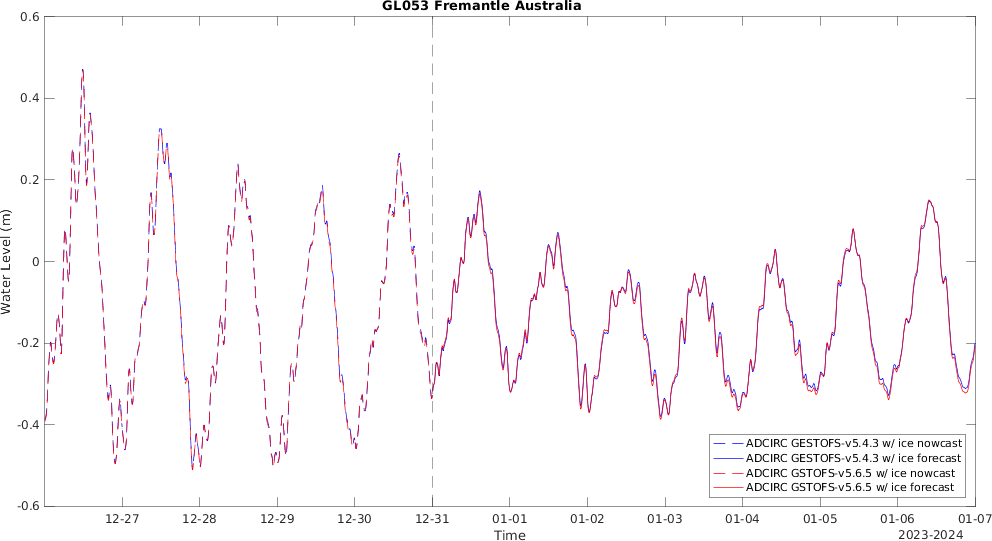 GL053 Fremantle Australia
0.6
0.4
0.2
0
-0.2
-0.4
-0.6
Water Level (m)
ADCIRC GESTOFS-v5.4.3 w/ ice nowcast
ADCIRC GESTOFS-v5.4.3 w/ ice forecast
ADCIRC GSTOFS-v5.6.5 w/ ice nowcast
ADCIRC GSTOFS-v5.6.5 w/ ice forecast
12-27 12-28 12-29 12-30 12-31 01-01 01-02 01-03 01-04 01-05 01-06 01-07
Time
2023-2024